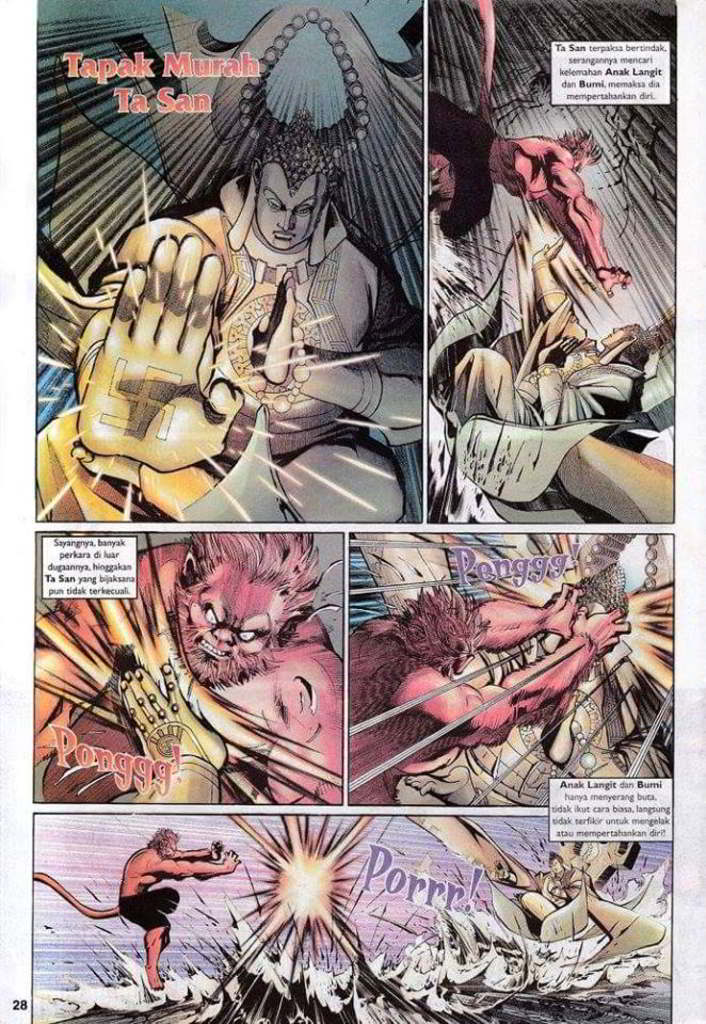 Tapak Murah
Ta San
Ta San terpaksa bertindak,
serangannya mencari
kelemahan Anak Langit
dan Bumi, memaksa dia
mempertahankan diri.
Sayangnya, banyak
perkara di luar
dugaannya, hinggakan
Ta San yang bijaksana
pun tidak terkecuali.
Ponggg!
Ponggg!
Anak Langit dan Bumi
hanya menyerang buta,
tidak ikut cara biasa, langsung
tidak terfikir untuk mengelak
atau mempertahankan diri!
Porrr!
28